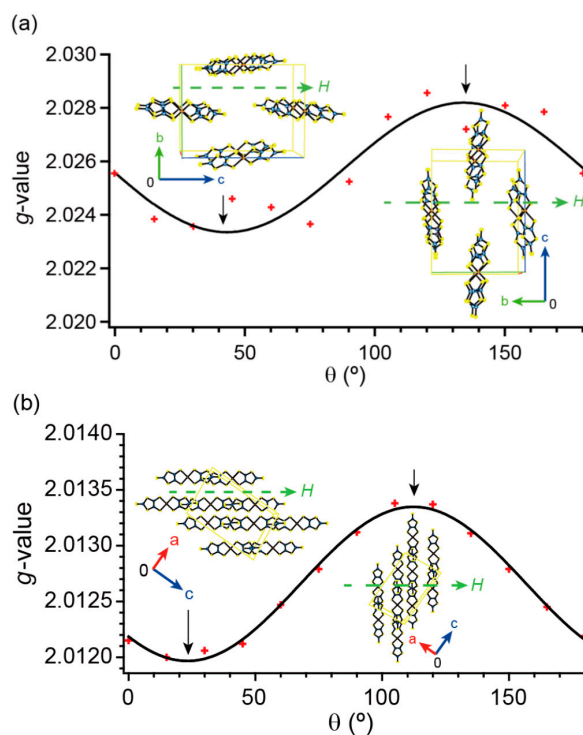 (a)
2.030
2.028
2.026
2.024
2.022
2.020
g-value
0
50
100
150
θ (º)
H
b
0
c
H
c
b
0
(b)
2.0140
2.0135
2.0130
2.0125
2.0120
g-value
0
50
100
150
θ (º)
H
a
0
c
H
a
c
0